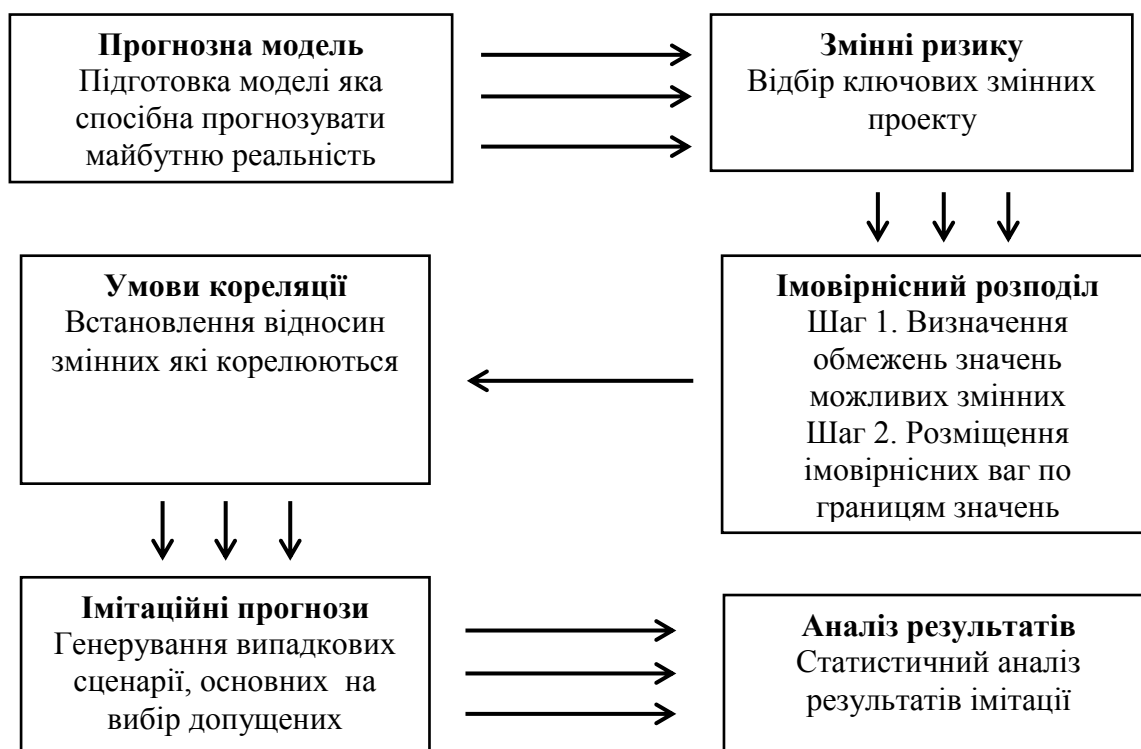 Прогнозна модель
Підготовка моделі яка
спосібна прогнозувати
майбутню реальність
Змінні ризику
Відбір ключових змінних
проекту
Імовірнісний розподіл
Шаг 1. Визначення
обмежень значень
можливих змінних
Шаг 2. Розміщення
імовірнісних ваг по
границям значень
Умови кореляції
Встановлення відносин
змінних які корелюються
Імітаційні прогнози
Генерування випадкових
сценарії, основних на
вибір допущених
Аналіз результатів
Статистичний аналіз
результатів імітації